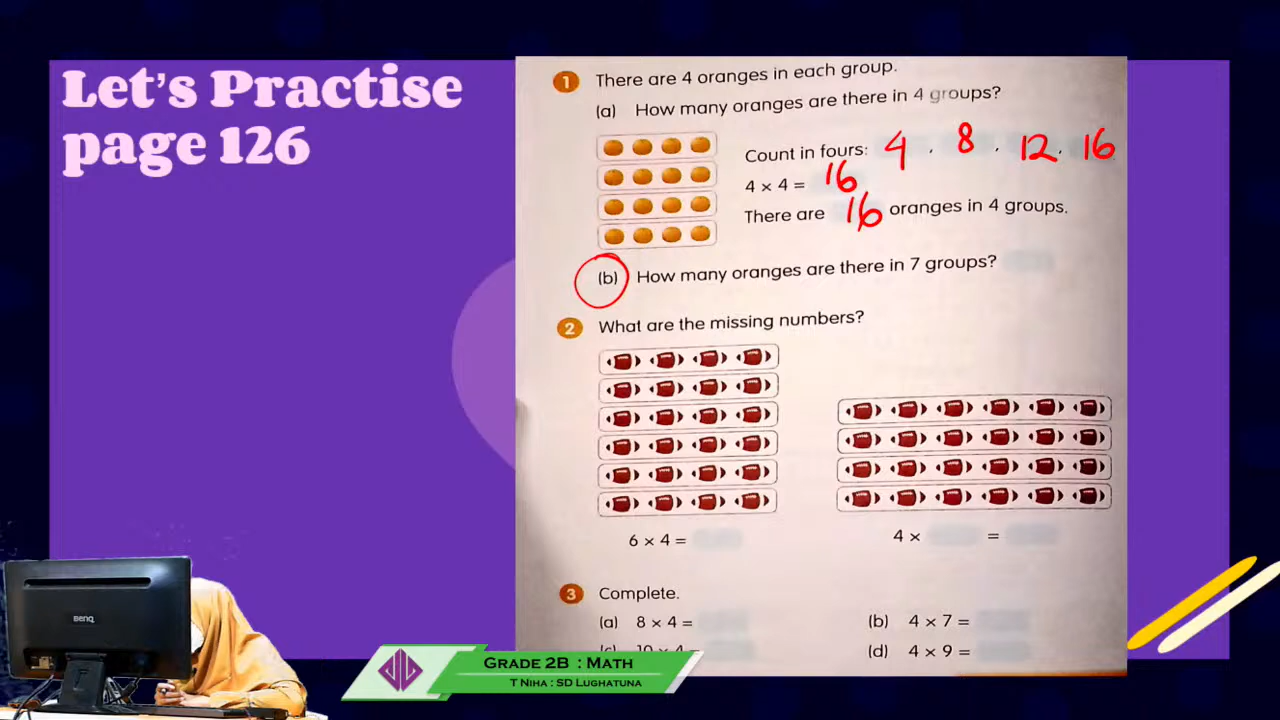 Let's Practise
page 126
1 There are 4 oranges in each group.
(a) How many oranges are there in 4 groups?
Count in fours: 4, 8, 12, 16
4 × 4 = 16
There are 16 oranges in 4 groups.
(b) How many oranges are there in 7 groups?
2 What are the missing numbers?
6 × 4 =
4 × =
3 Complete.
(a) 8 × 4 =
(b) 4 × 7 =
(c) 10 × 4 =
(d) 4 × 9 =
BenQ
GRADE 2B : MATH
T NIHA : SD LUGHATUNA